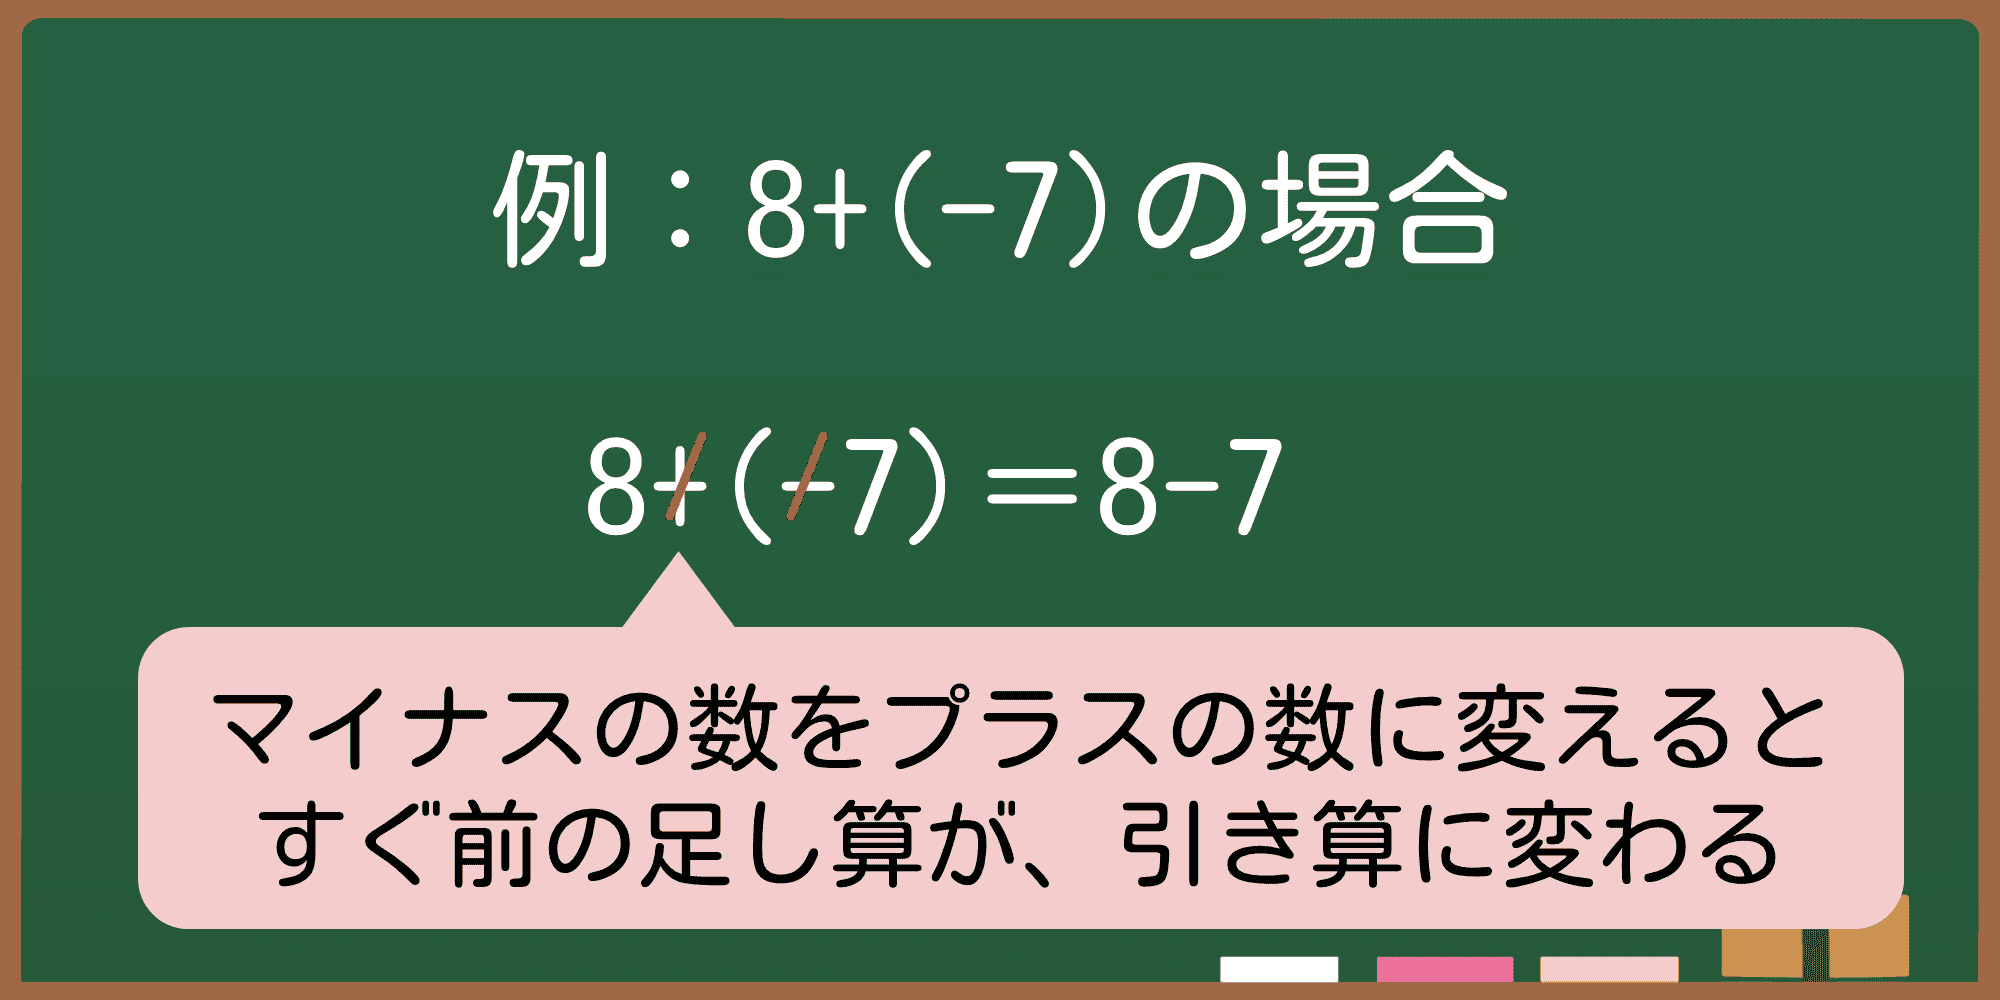 例：8+(-7)の場合
8+(-7)＝8-7
マイナスの数をプラスの数に変えると
すぐ前の足し算が、引き算に変わる